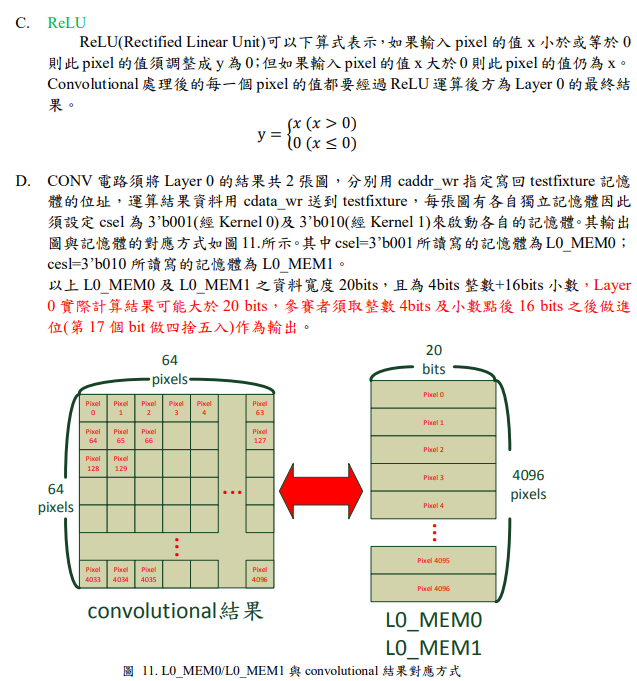 C. ReLU
ReLU(Rectified Linear Unit)可以下算式表示，如果輸入 pixel 的值 x 小於或等於 0
則此 pixel 的值須調整成 y 為 0；但如果輸入 pixel 的值 x 大於 0 則此 pixel 的值仍為 x。
Convolutional 處理後的每一個 pixel 的值都要經過 ReLU 運算後方為 Layer 0 的最終結
果。
y = {x (x > 0)
{0 (x ≤ 0)
D. CONV 電路須將 Layer 0 的結果共 2 張圖，分別用 caddr_wr 指定寫回 testfixture 記憶
體的位址，運算結果資料用 cdata_wr 送到 testfixture，每張圖有各自獨立記憶體因此
須設定 csel 為 3’b001(經 Kernel 0)及 3’b010(經 Kernel 1)來啟動各自的記憶體。其輸出
圖與記憶體的對應方式如圖 11.所示。其中 csel=3’b001 所讀寫的記憶體為 L0_MEM0；
cesl=3’b010 所讀寫的記憶體為 L0_MEM1。
以上 L0_MEM0 及 L0_MEM1 之資料寬度 20bits，且為 4bits 整數+16bits 小數，Layer
0 實際計算結果可能大於 20 bits，參賽者須取整數 4bits 及小數點後 16 bits 之後做進
位(第 17 個 bit 做四捨五入)作為輸出。
64
pixels
64
pixels
Pixel 0 Pixel 1 Pixel 2 Pixel 3 Pixel 4 Pixel 63
Pixel 64 Pixel 65 Pixel 66 Pixel 127
Pixel 128 Pixel 129
...
...
Pixel 4033 Pixel 4034 Pixel 4035 Pixel 4096
convolutional結果
20
bits
Pixel 0
Pixel 1
Pixel 2
Pixel 3
Pixel 4
...
Pixel 4095
Pixel 4096
4096
pixels
L0_MEM0
L0_MEM1
圖 11. L0_MEM0/L0_MEM1 與 convolutional 結果對應方式